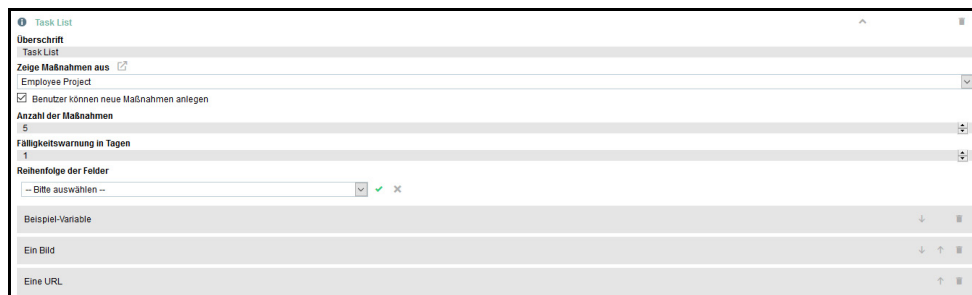 Task List
Überschrift
Task List
Zeige Maßnahmen aus
Employee Project
Benutzer können neue Maßnahmen anlegen
Anzahl der Maßnahmen
5
Fälligkeitswarnung in Tagen
1
Reihenfolge der Felder
-- Bitte auswählen --
Beispiel-Variable
Ein Bild
Eine URL